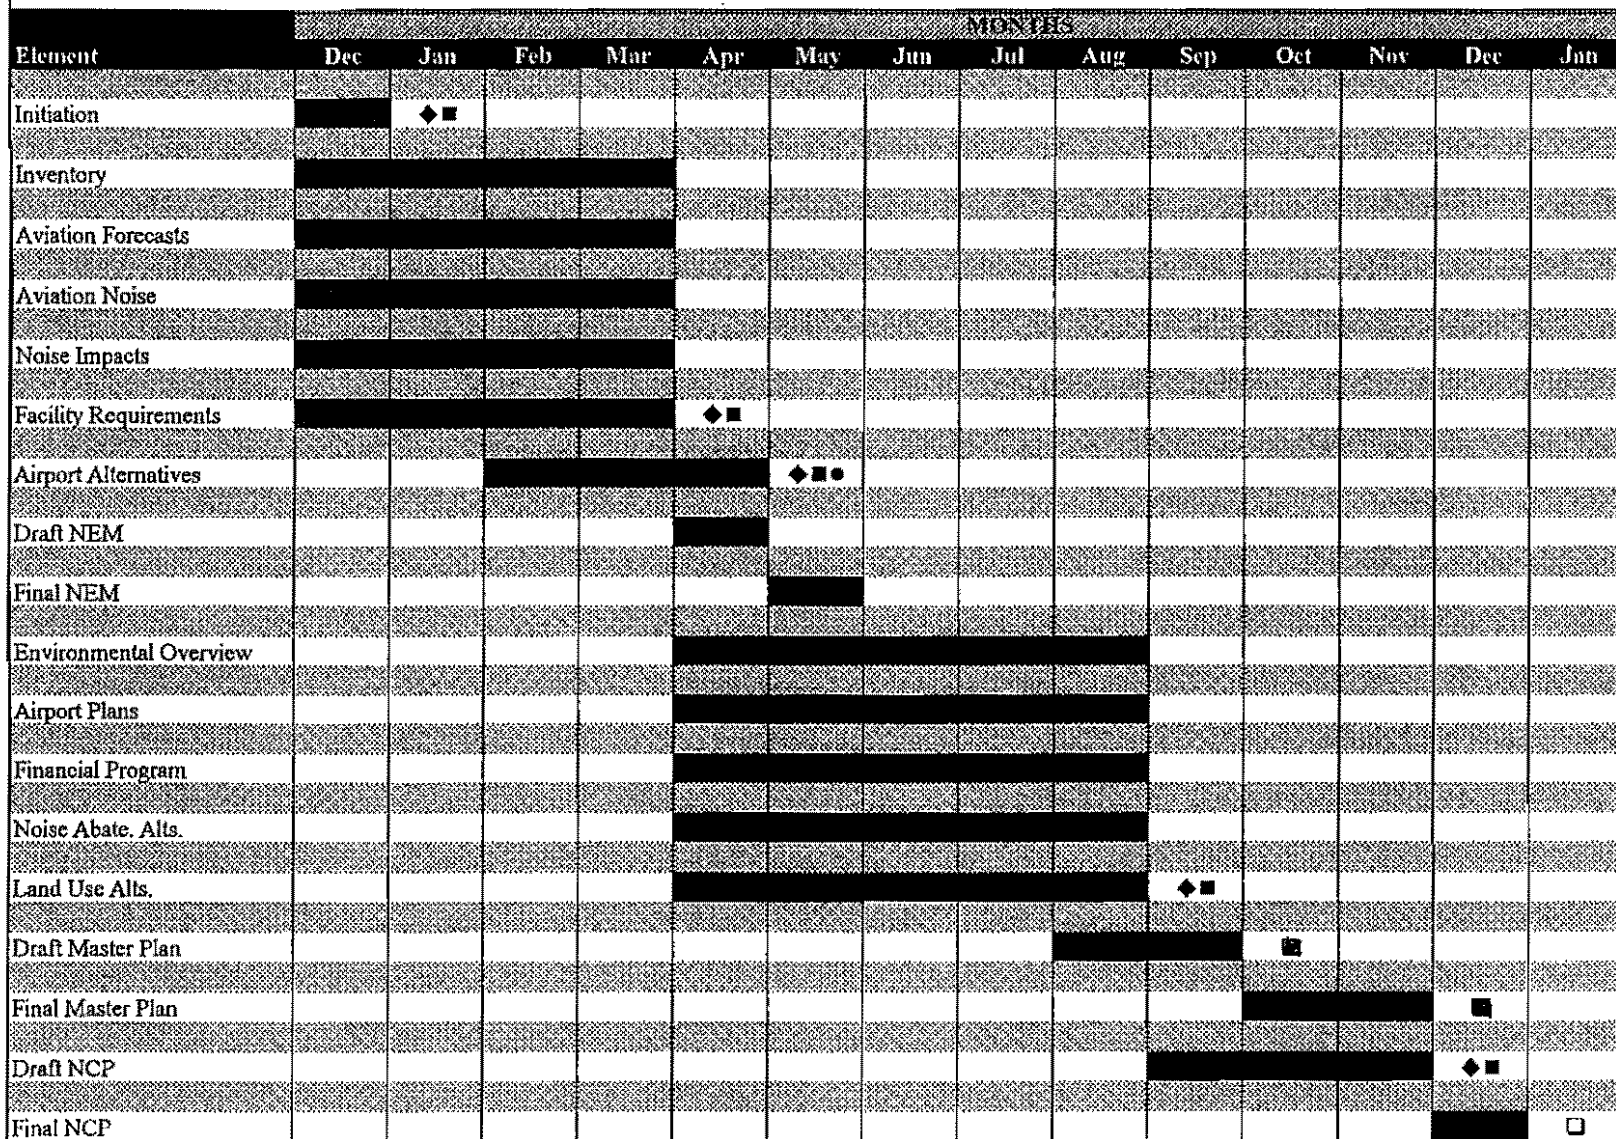 MONTHS
Element Dec Jan Feb Mar Apr May Jun Jul Aug Sep Oct Nov Dec Jan
Initiation
Inventory
Aviation Forecasts
Aviation Noise
Noise Impacts
Facility Requirements
Airport Alternatives
Draft NEM
Final NEM
Environmental Overview
Airport Plans
Financial Program
Noise Abate. Alts.
Land Use Alts.
Draft Master Plan
Final Master Plan
Draft NCP
Final NCP